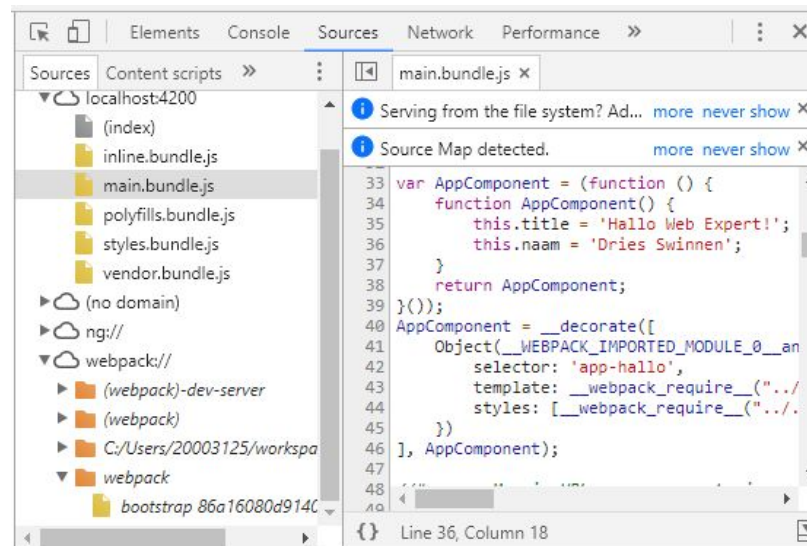 Elements Console Sources Network Performance »
Sources Content scripts »
localhost:4200
(index)
inline.bundle.js
main.bundle.js
polyfills.bundle.js
styles.bundle.js
vendor.bundle.js
(no domain)
ng://
webpack://
(webpack)-dev-server
(webpack)
C:/Users/20003125/workspa
webpack
bootstrap 86a16080d9140
main.bundle.js ×
Serving from the file system? Ad... more never show ×
Source Map detected. more never show ×
33 var AppComponent = (function () {
34     function AppComponent() {
35         this.title = 'Hallo Web Expert!';
36         this.naam = 'Dries Swinnen';
37     }
38     return AppComponent;
39 }());
40 AppComponent = __decorate([
41     Object(__WEBPACK_IMPORTED_MODULE_0__an
42         selector: 'app-hallo',
43         template: __webpack_require__("../
44         styles: [__webpack_require__("../.
45     })
46 ], AppComponent);
47
48
49
{} Line 36, Column 18